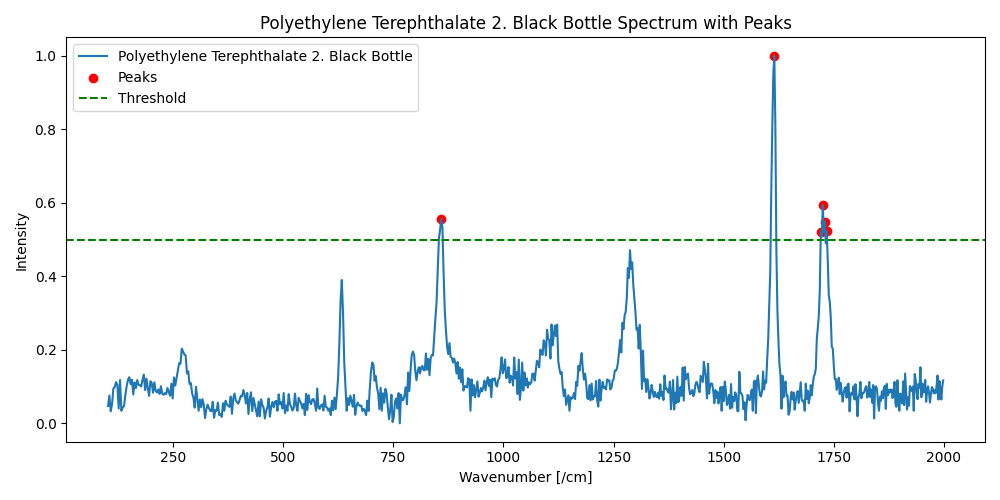 Polyethylene Terephthalate 2. Black Bottle Spectrum with Peaks
Polyethylene Terephthalate 2. Black Bottle
Peaks
Threshold
1.0
0.8
0.6
0.4
0.2
0.0
Intensity
250 500 750 1000 1250 1500 1750 2000
Wavenumber [/cm]